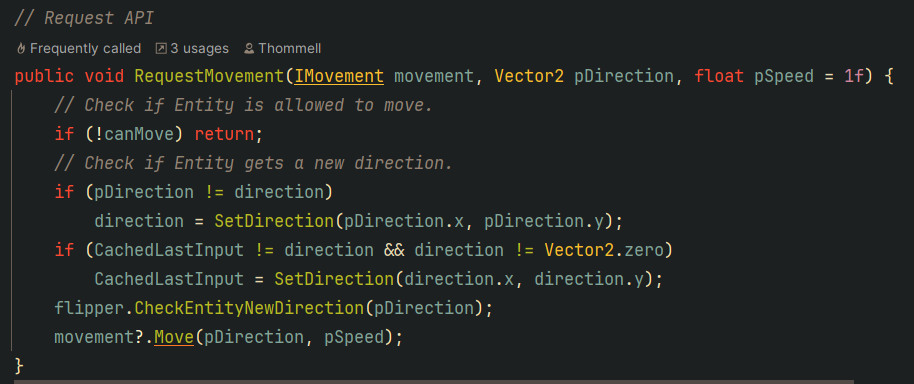 // Request API
Frequently called 3 usages Thommell
public void RequestMovement(IMovement movement, Vector2 pDirection, float pSpeed = 1f) {
// Check if Entity is allowed to move.
if (!canMove) return;
// Check if Entity gets a new direction.
if (pDirection != direction)
direction = SetDirection(pDirection.x, pDirection.y);
if (CachedLastInput != direction && direction != Vector2.zero)
CachedLastInput = SetDirection(direction.x, direction.y);
flipper.CheckEntityNewDirection(pDirection);
movement?.Move(pDirection, pSpeed);
}